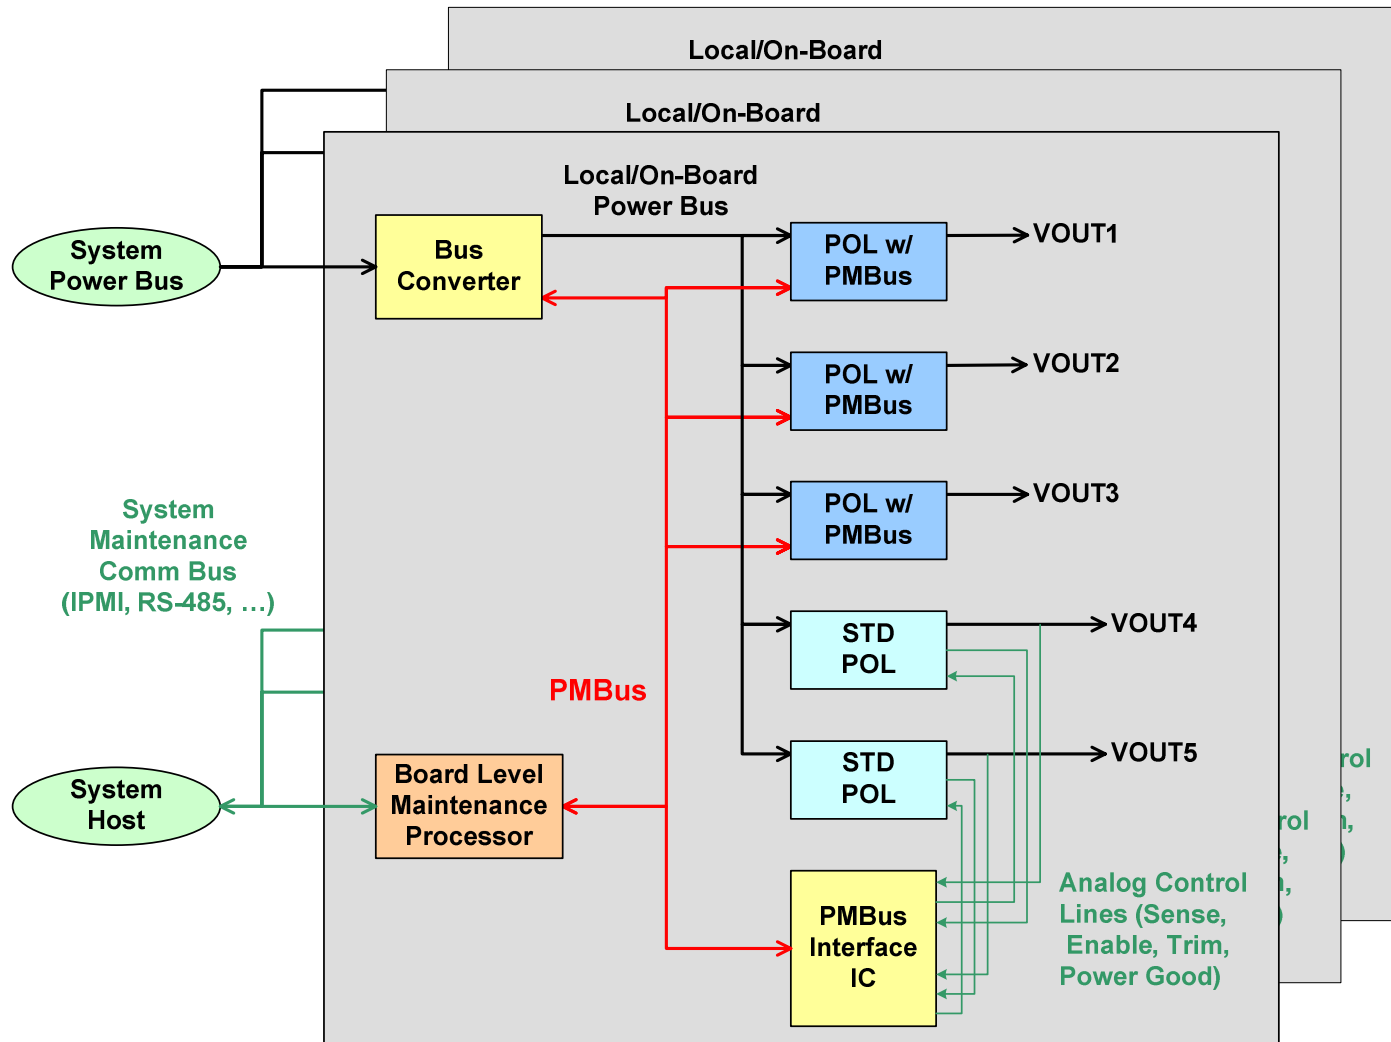 Local/On-Board
Local/On-Board
Local/On-Board
Power Bus
System
Power Bus
Bus
Converter
POL w/
PMBus
VOUT1
POL w/
PMBus
VOUT2
POL w/
PMBus
VOUT3
System
Maintenance
Comm Bus
(IPMI, RS-485, …)
STD
POL
VOUT4
PMBus
STD
POL
VOUT5
System
Host
Board Level
Maintenance
Processor
PMBus
Interface
IC
Analog Control
Lines (Sense,
Enable, Trim,
Power Good)